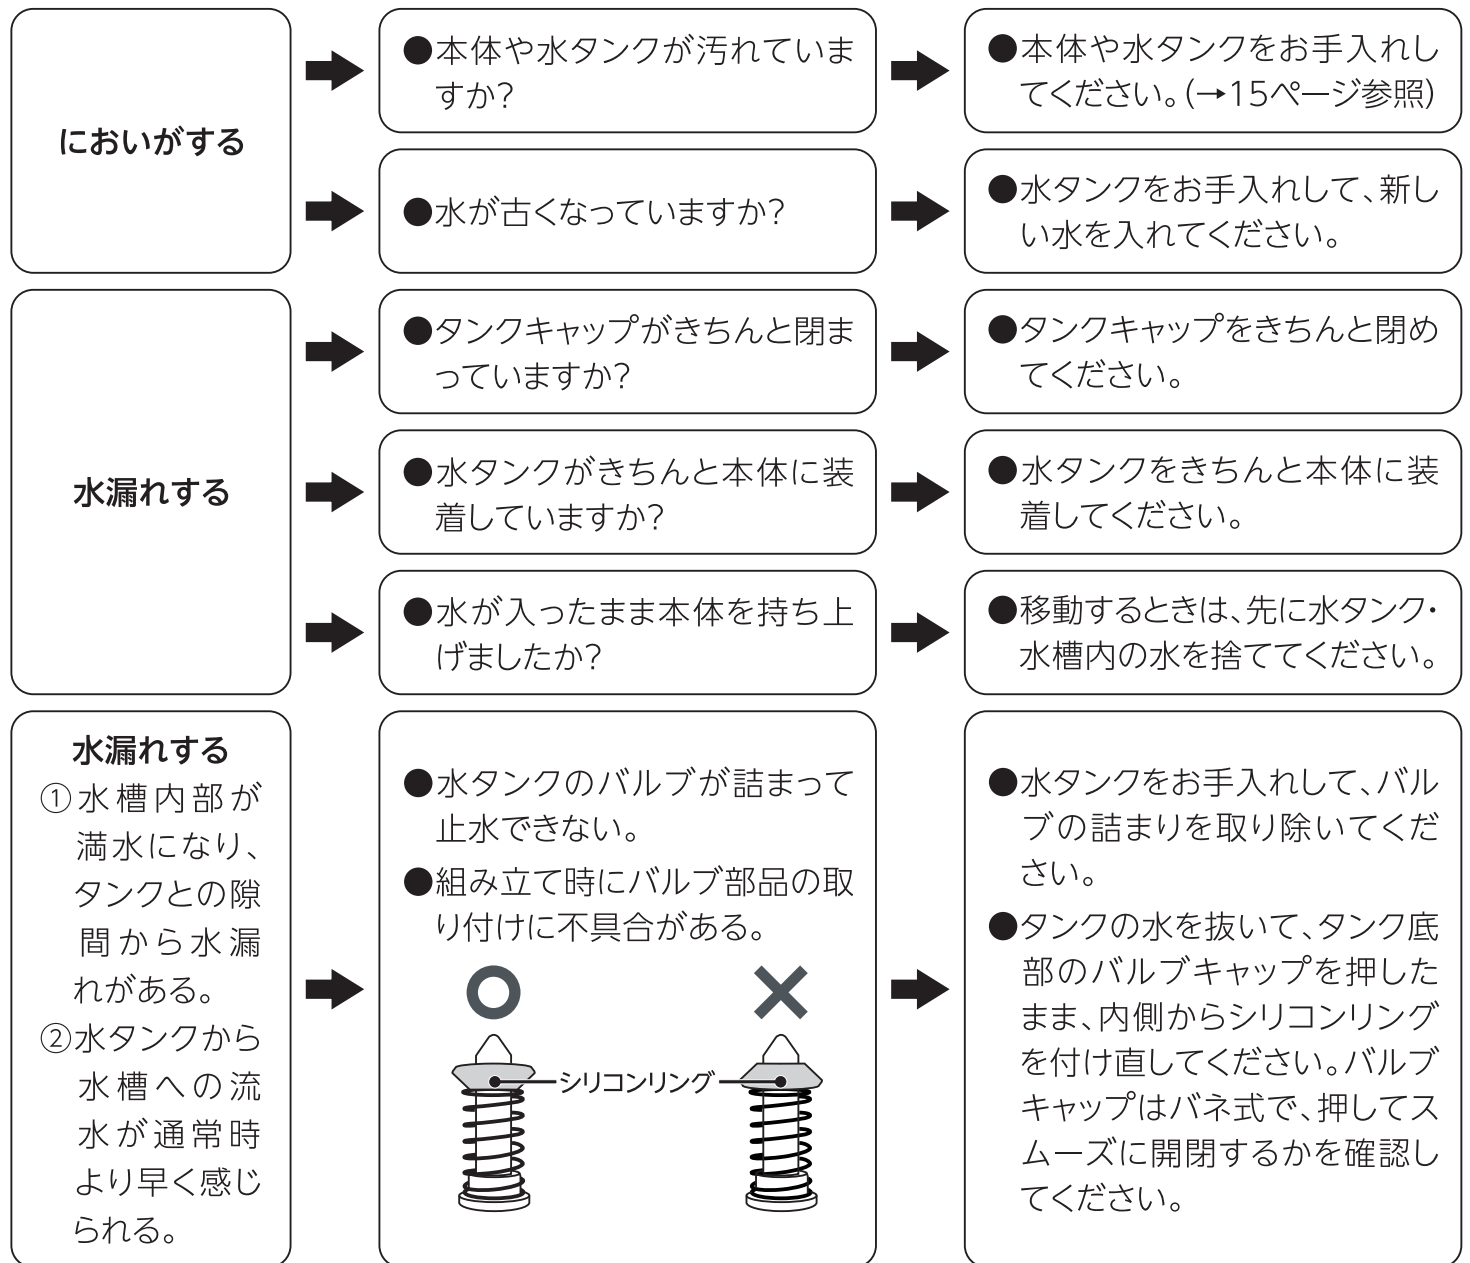 においがする
●本体や水タンクが汚れていま
すか？
●本体や水タンクをお手入れし
てください。(→15ページ参照)
●水が古くなっていますか？
●水タンクをお手入れして、新し
い水を入れてください。
水漏れする
●タンクキャップがきちんと閉ま
っていますか？
●タンクキャップをきちんと閉め
てください。
●水タンクがきちんと本体に装
着していますか？
●水タンクをきちんと本体に装
着してください。
●水が入ったまま本体を持ち上
げましたか？
●移動するときは、先に水タンク・
水槽内の水を捨ててください。
水漏れする
①水槽内部が
満水になり、
タンクとの隙
間から水漏
れがある。
②水タンクから
水槽への流
水が通常時
より早く感じ
られる。
●水タンクのバルブが詰まって
止水できない。
●組み立て時にバルブ部品の取
り付けに不具合がある。
シリコンリング
●水タンクをお手入れして、バル
ブの詰まりを取り除いてくだ
さい。
●タンクの水を抜いて、タンク底
部のバルブキャップを押した
まま、内側からシリコンリング
を付け直してください。バルブ
キャップはバネ式で、押してス
ムーズに開閉するかを確認し
てください。